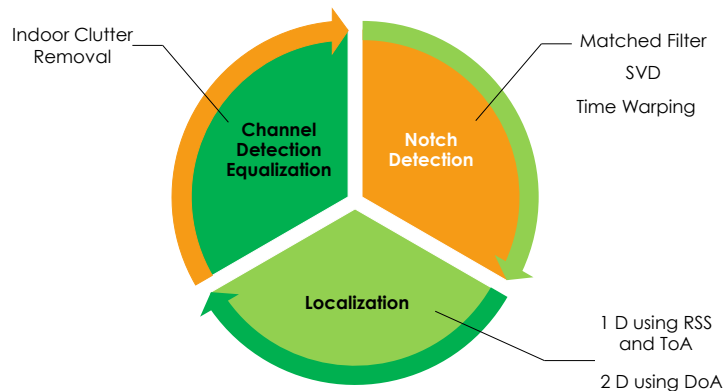 Indoor Clutter
Removal
Channel
Detection
Equalization
Notch
Detection
Matched Filter
SVD
Time Warping
Localization
1 D using RSS
and ToA
2 D using DoA